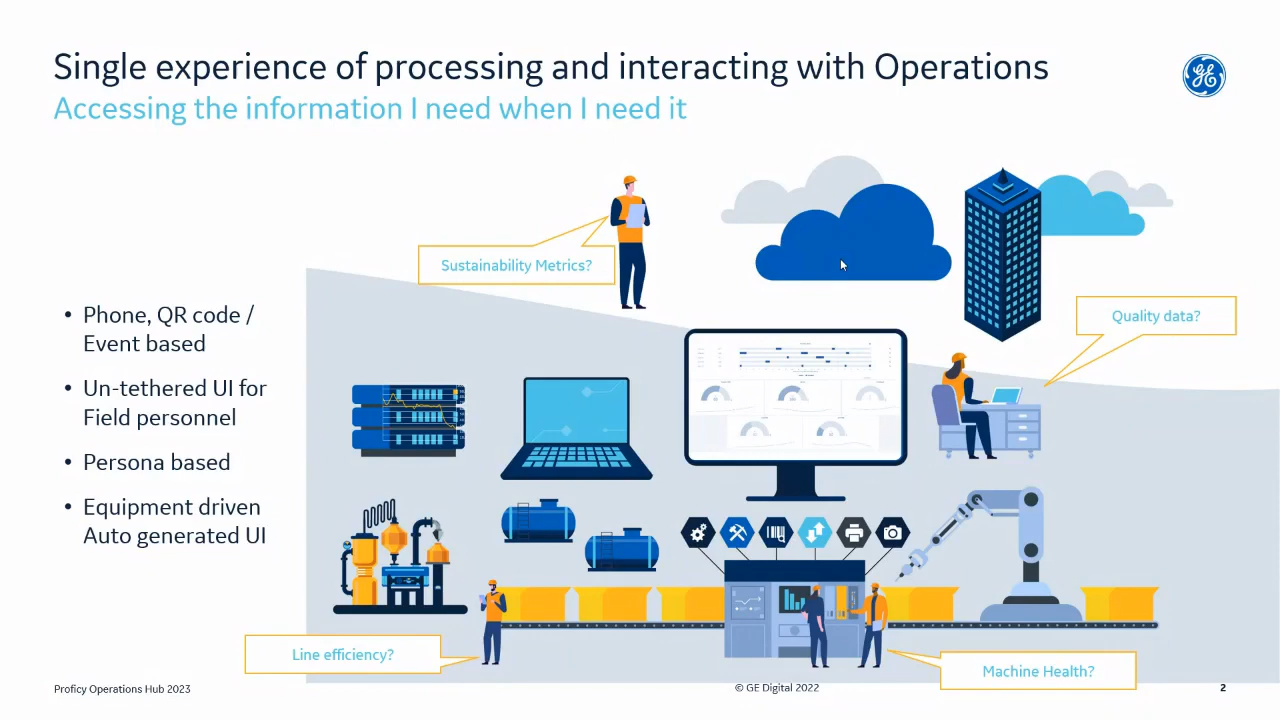 Single experience of processing and interacting with Operations
Accessing the information I need when I need it
GE
Sustainability Metrics?
Quality data?
• Phone, QR code /
Event based
• Un-tethered UI for
Field personnel
• Persona based
• Equipment driven
Auto generated UI
Line efficiency?
Machine Health?
Proficy Operations Hub 2023
© GE Digital 2022
2